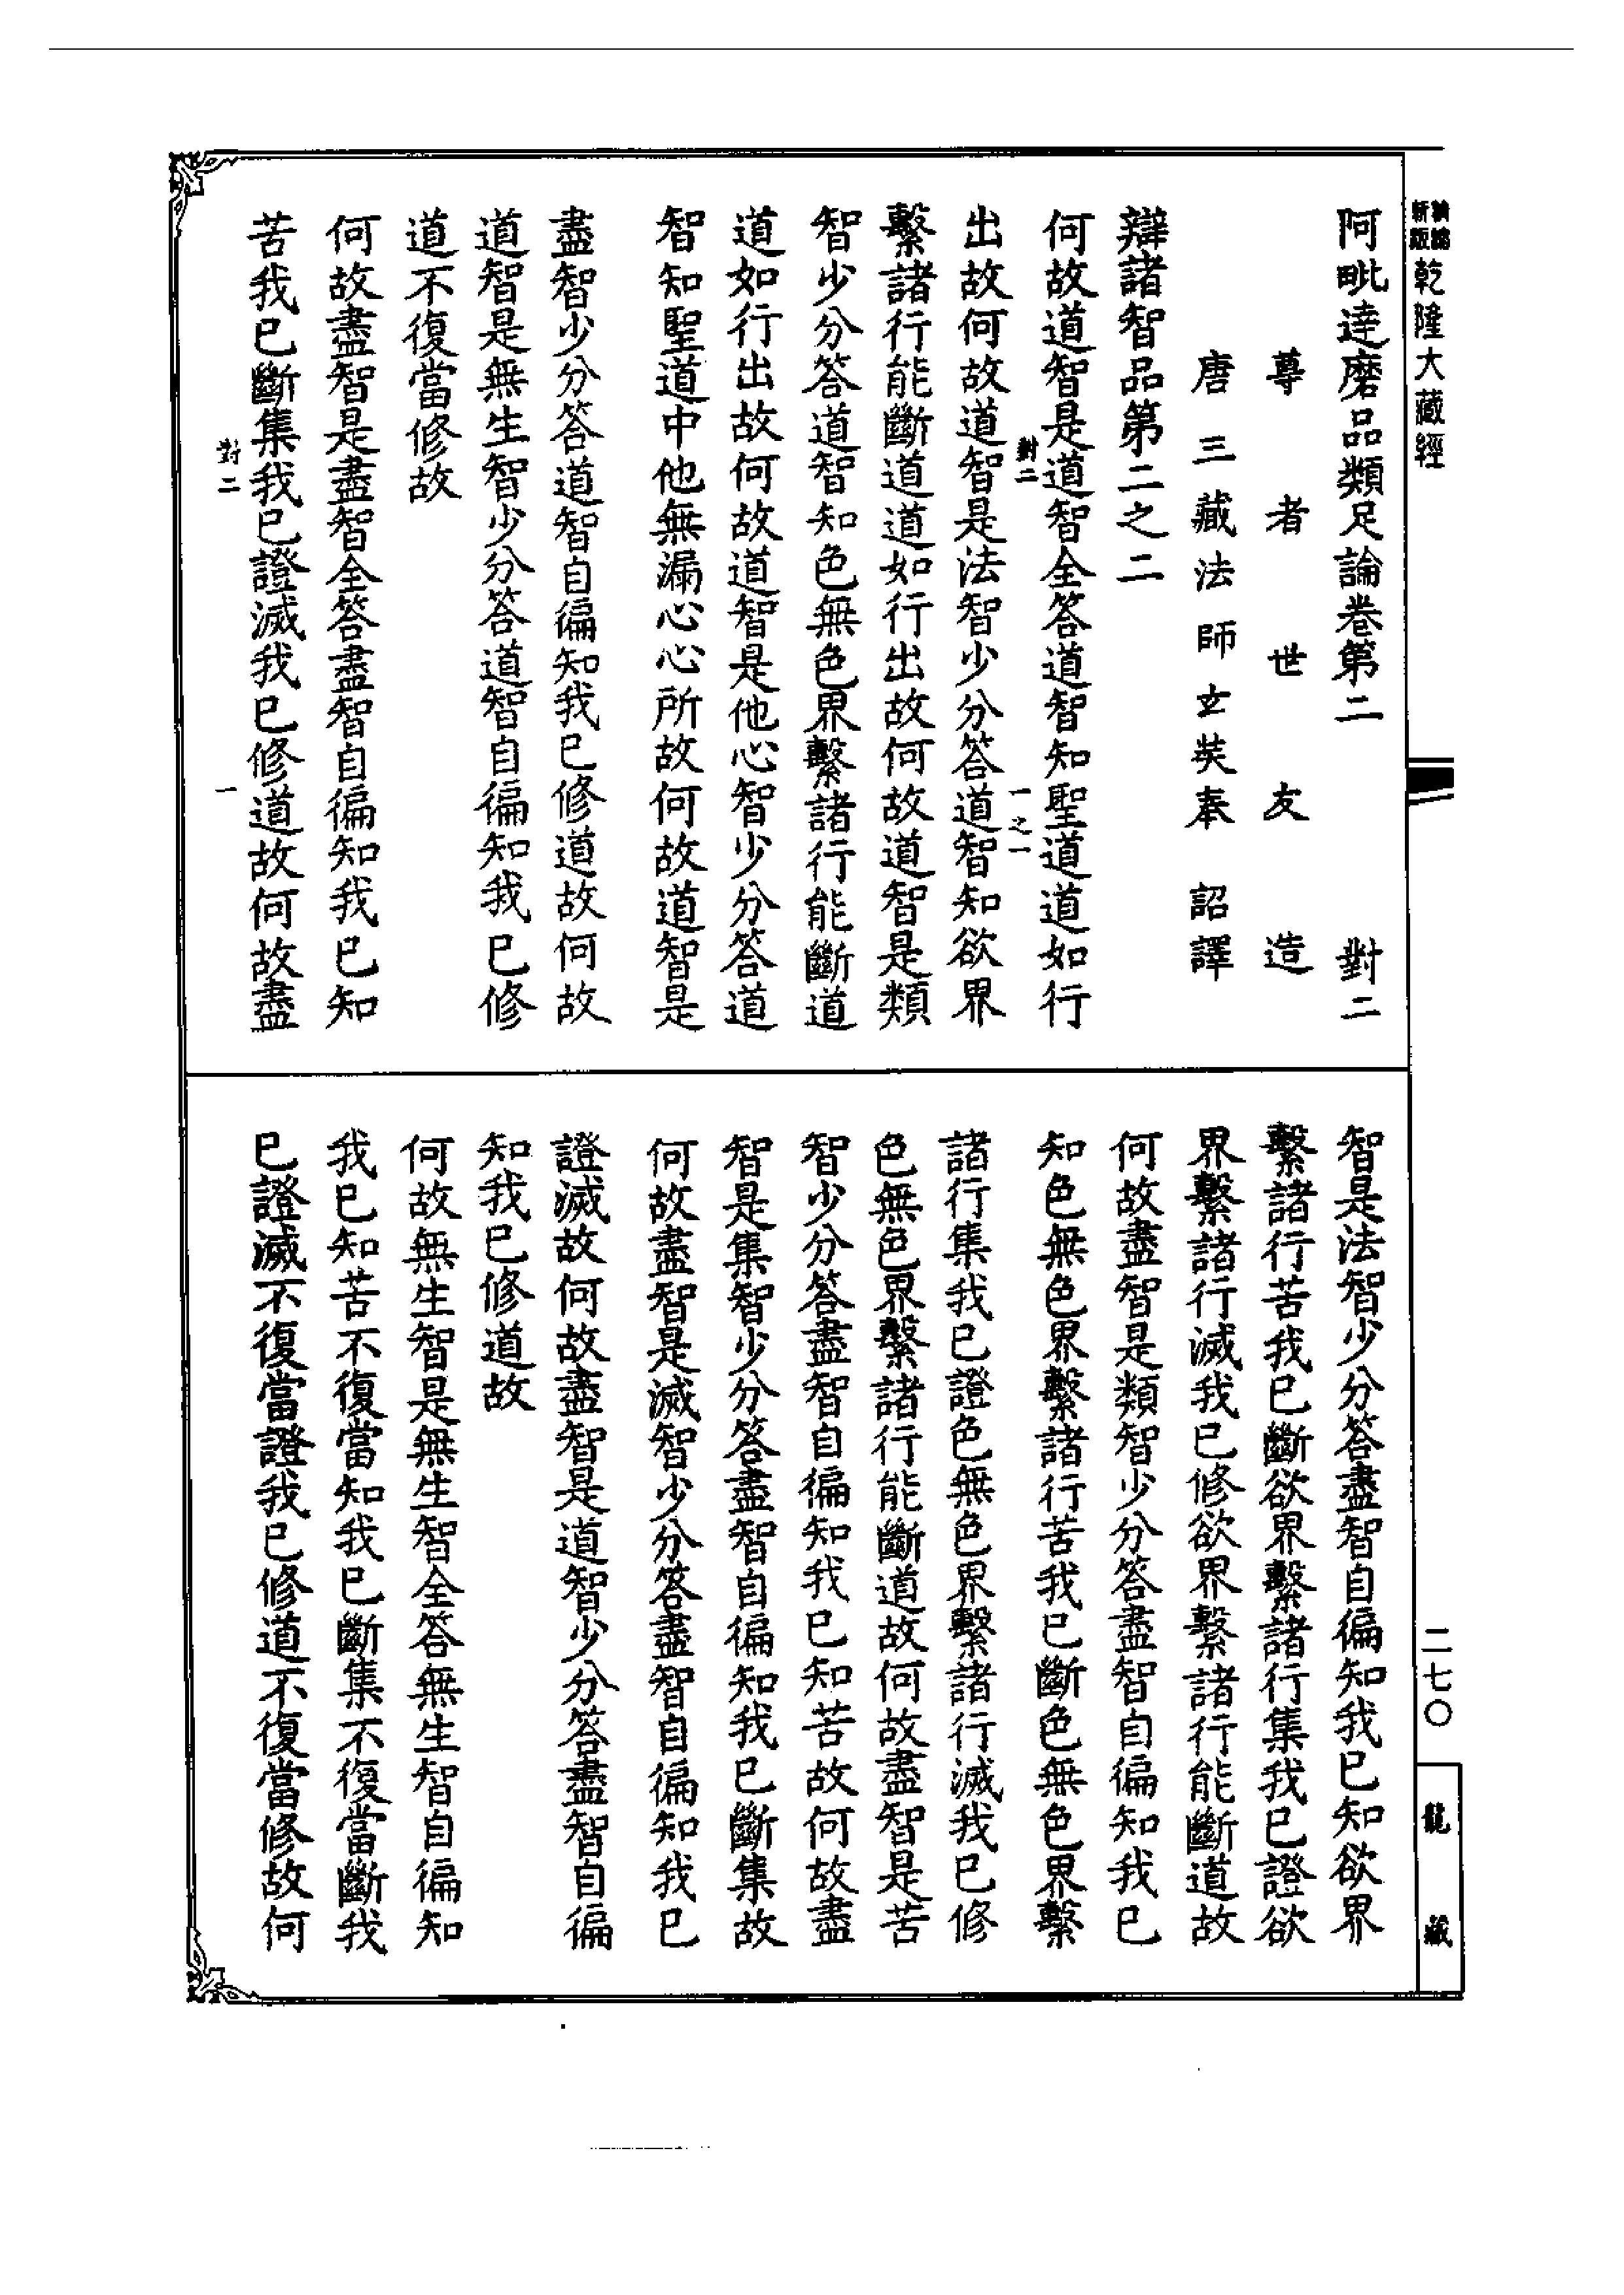 新版
精縮
乾隆大藏經
二七〇
龍藏
阿毗達磨品類足論卷第二 對二
尊者世友造
唐三藏法師玄奘奉詔譯
辯諸智品第二之二
何故道智是道智全答道智知聖道道如行
對二 一之一
出故何故道智是法智少分答道智知欲界
繫諸行能斷道道如行出故何故道智是類
智少分答道智知色無色界繫諸行能斷道
道如行出故何故道智是他心智少分答道
智知聖道中他無漏心心所故何故道智是
盡智少分答道智自徧知我已修道故何故
道智是無生智少分答道智自徧知我已修
道不復當修故
何故盡智是盡智全答盡智自徧知我已知
苦我已斷集我已證滅我已修道故何故盡
對二 一
智是法智少分答盡智自徧知我已知欲界
繫諸行苦我已斷欲界繫諸行集我已證欲
界繫諸行滅我已修欲界繫諸行能斷道故
何故盡智是類智少分答盡智自徧知我已
知色無色界繫諸行苦我已斷色無色界繫
諸行集我已證色無色界繫諸行滅我已修
色無色界繫諸行能斷道故何故盡智是苦
智少分答盡智自徧知我已知苦故何故盡
智是集智少分答盡智自徧知我已斷集故
何故盡智是滅智少分答盡智自徧知我已
證滅故何故盡智是道智少分答盡智自徧
知我已修道故
何故無生智是無生智全答無生智自徧知
我已知苦不復當知我已斷集不復當斷我
已證滅不復當證我已修道不復當修故何